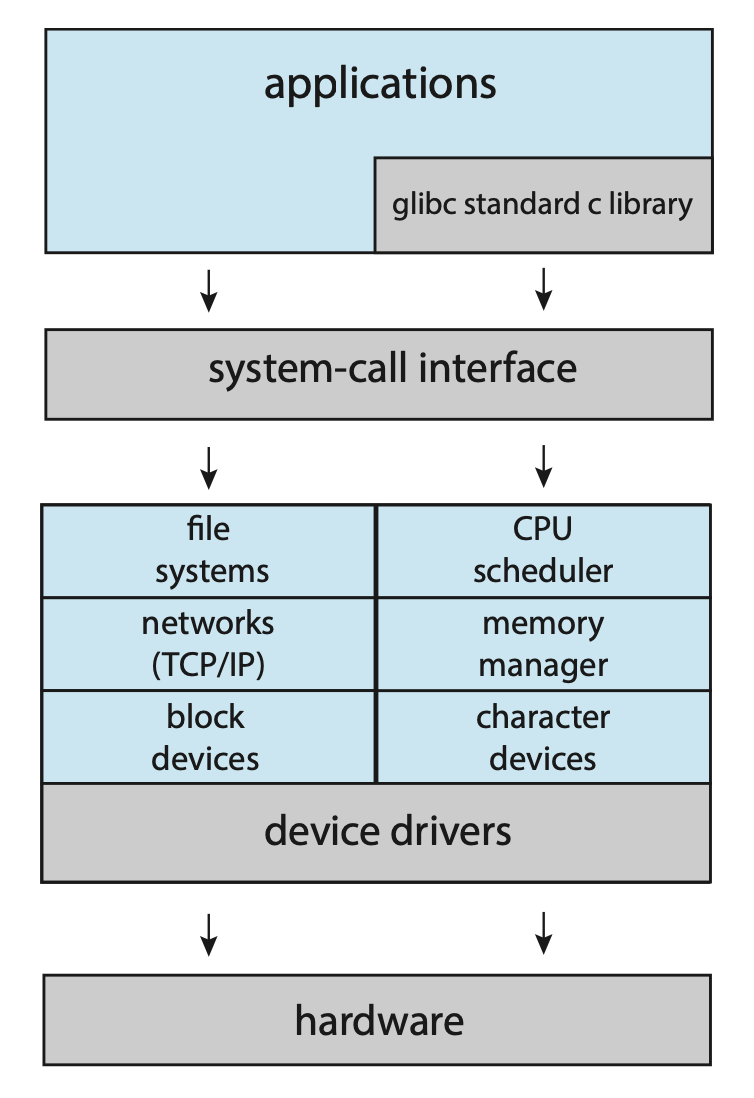 applications
glibc standard c library
system-call interface
file
systems
CPU
scheduler
networks
(TCP/IP)
memory
manager
block
devices
character
devices
device drivers
hardware